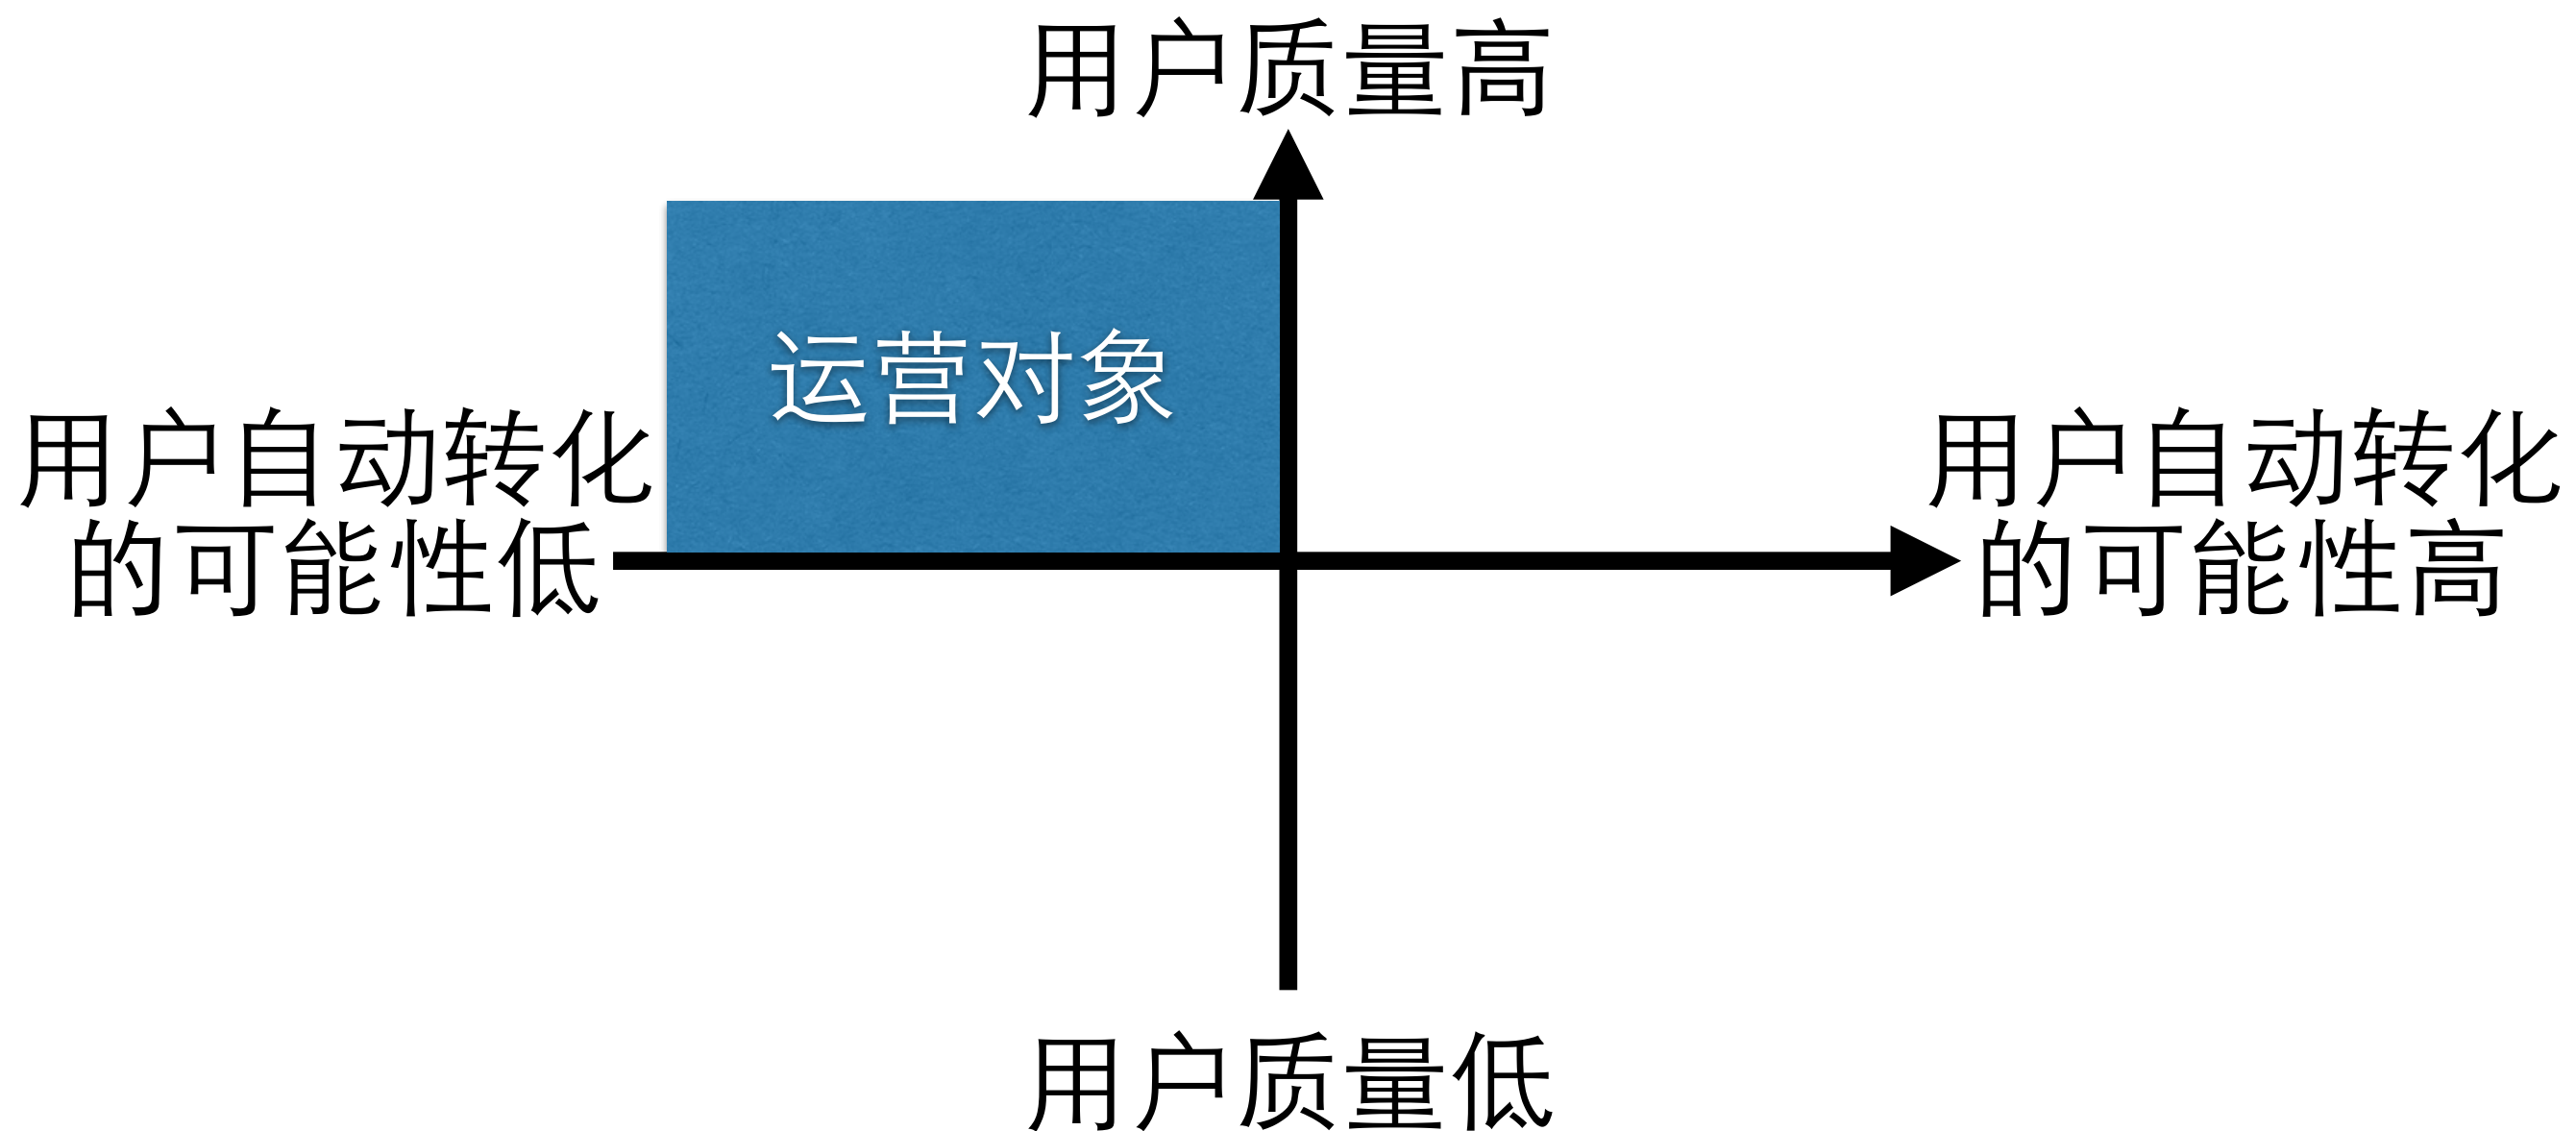 用户质量高
运营对象
用户自动转化
的可能性低
用户自动转化
的可能性高
用户质量低